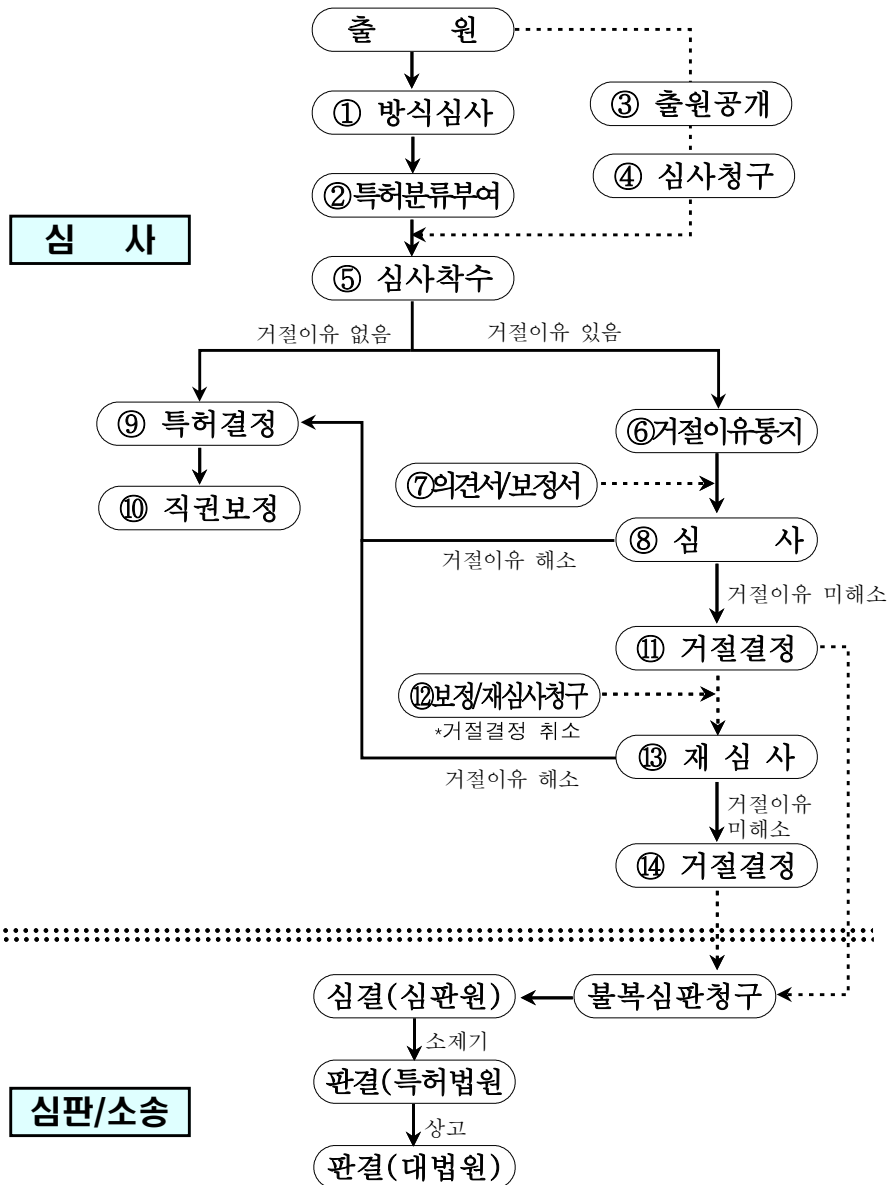 출 원
① 방식심사
③ 출원공개
②특허분류부여
④ 심사청구
심 사
⑤ 심사착수
거절이유 없음
거절이유 있음
⑨ 특허결정
⑥거절이유통지
⑦의견서/보정서
⑩ 직권보정
⑧ 심 사
거절이유 해소
거절이유 미해소
⑪ 거절결정
⑫보정/재심사청구
*거절결정 취소
⑬ 재 심 사
거절이유 해소
거절이유
미해소
⑭ 거절결정
심결(심판원)
불복심판청구
소제기
판결(특허법원
심판/소송
상고
판결(대법원)